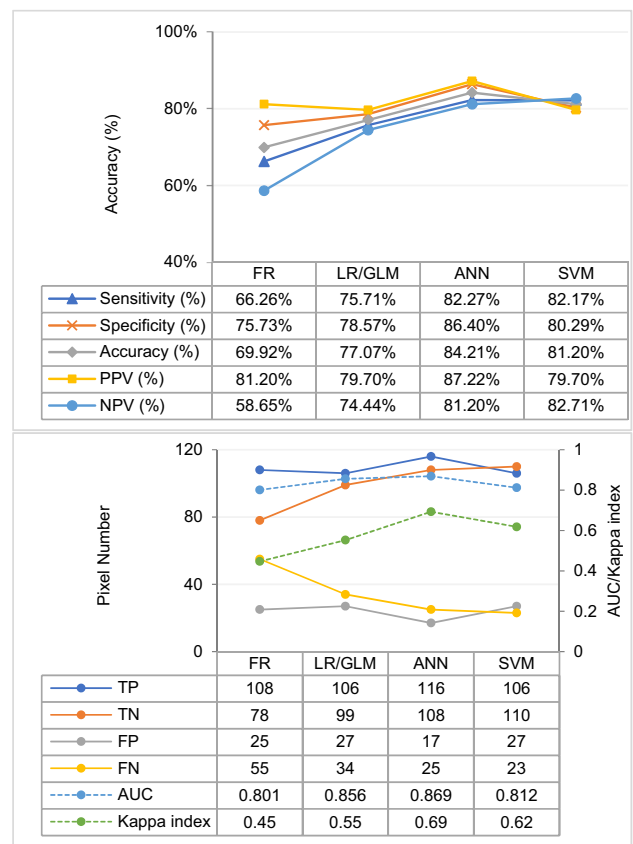 100%
80%
60%
40%
Accuracy (%)
FR LR/GLM ANN SVM
Sensitivity (%) 66.26% 75.71% 82.27% 82.17%
Specificity (%) 75.73% 78.57% 86.40% 80.29%
Accuracy (%) 69.92% 77.07% 84.21% 81.20%
PPV (%) 81.20% 79.70% 87.22% 79.70%
NPV (%) 58.65% 74.44% 81.20% 82.71%
120
80
40
0
Pixel Number
1
0.8
0.6
0.4
0.2
0
AUC/Kappa index
FR LR/GLM ANN SVM
TP 108 106 116 106
TN 78 99 108 110
FP 25 27 17 27
FN 55 34 25 23
AUC 0.801 0.856 0.869 0.812
Kappa index 0.45 0.55 0.69 0.62